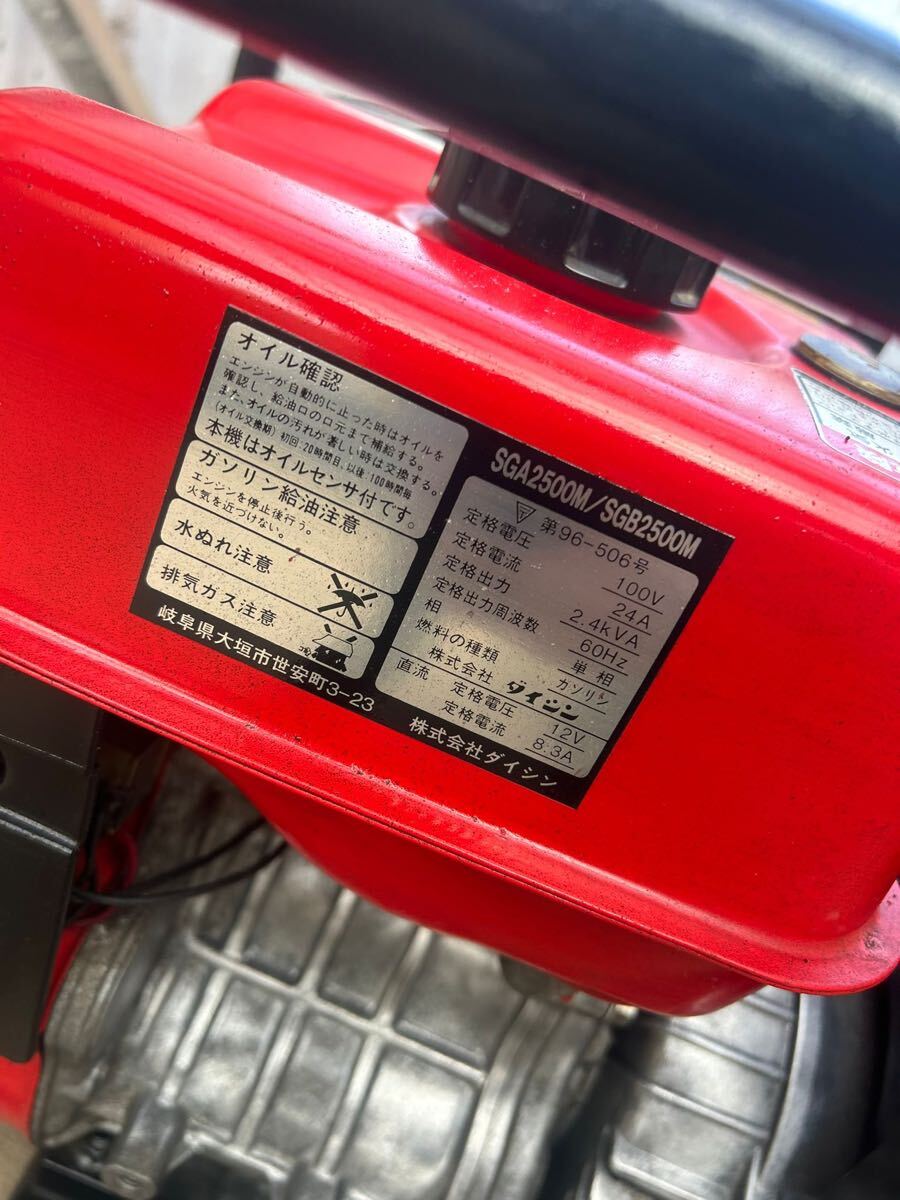 オイル確認
エンジンが自動的に止った時はオイルを
確認し、給油口の口元まで補給する。
また、オイルの汚れが著しい時は交換する。
(オイル交換期) 初回:20時間目、以後:100時間毎
本機はオイルセンサ付です。
ガソリン給油注意
エンジンを停止後行う。
火気を近づけない。
水ぬれ注意
排気ガス注意
岐阜県大垣市世安町3-23
SGA2500M/SGB2500M
第96-506号
定格電圧 100V
定格電流 24A
定格出力 2.4kVA
定格出力周波数 60Hz
相 単相
燃料の種類 ガソリン
株式会社 ダイシン
直流 定格電圧 12V
定格電流 8.3A
株式会社ダイシン